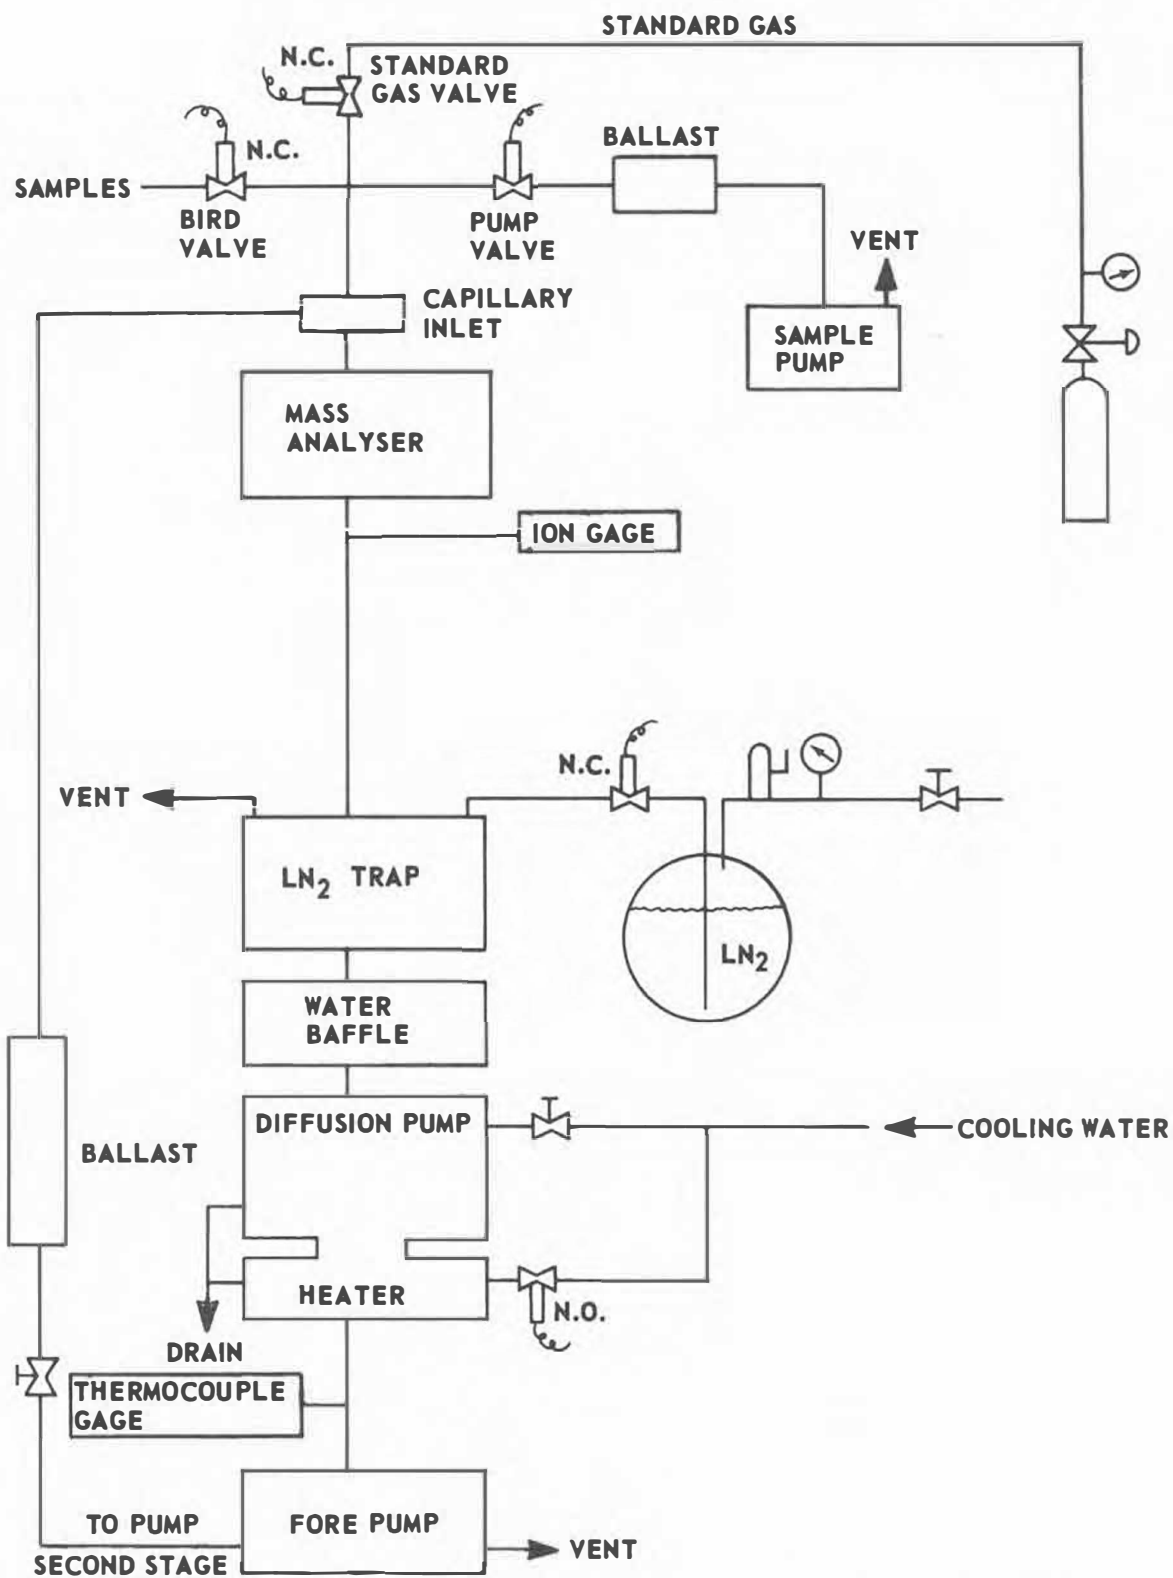 STANDARD GAS
N.C.
STANDARD
GAS VALVE
N.C.
BALLAST
SAMPLES
BIRD
VALVE
PUMP
VALVE
VENT
CAPILLARY
INLET
SAMPLE
PUMP
MASS
ANALYSER
ION GAGE
N.C.
VENT
LN2 TRAP
LN2
WATER
BAFFLE
DIFFUSION PUMP
COOLING WATER
BALLAST
HEATER
N.O.
DRAIN
THERMOCOUPLE
GAGE
TO PUMP
SECOND STAGE
FORE PUMP
VENT